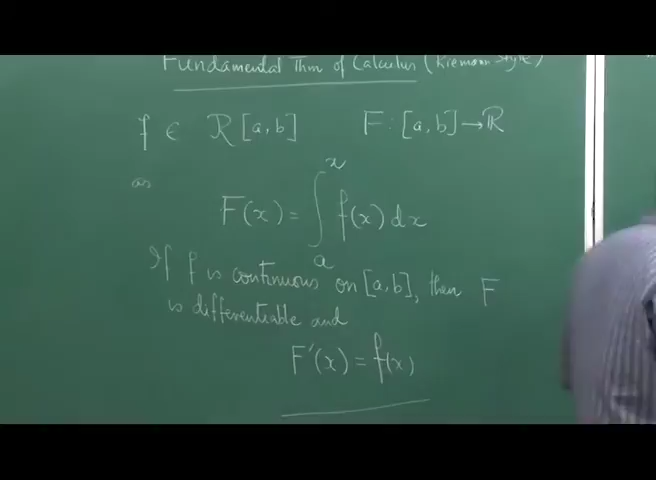 Fundamental Thm of Calculus (Riemann Style)
f ∈ R[a,b] F : [a,b] → R
as
F(x) = ∫_a^x f(x) dx
If f is continuous on [a,b], then F
is differentiable and
F'(x) = f(x)